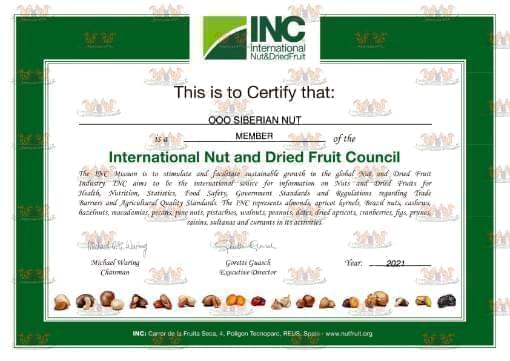 INC
International
Nut&DriedFruit
This is to Certify that:
OOO SIBERIAN NUT
is a MEMBER of the
International Nut and Dried Fruit Council
The INC Mission is to stimulate and facilitate sustainable growth in the global Nut and Dried Fruit
Industry. INC aims to be the international source for information on Nuts and Dried Fruits for
Health, Nutrition, Statistics, Food Safety, Government Standards and Regulations regarding Trade
Barriers and Agricultural Quality Standards. The INC represents almonds, apricot kernels, Brazil nuts, cashews,
hazelnuts, macadamias, pecans, pine nuts, pistachios, walnuts, peanuts, dates, dried apricots, cranberries, figs, prunes,
raisins, sultanas and currants in its activities.
Michael Waring Goretti Guasch Year: 2021
Chairman Executive Director
INC: Carrer de la Fruita Seca, 4, Polígon Tecnoparc, REUS, Spain - www.nutfruit.org